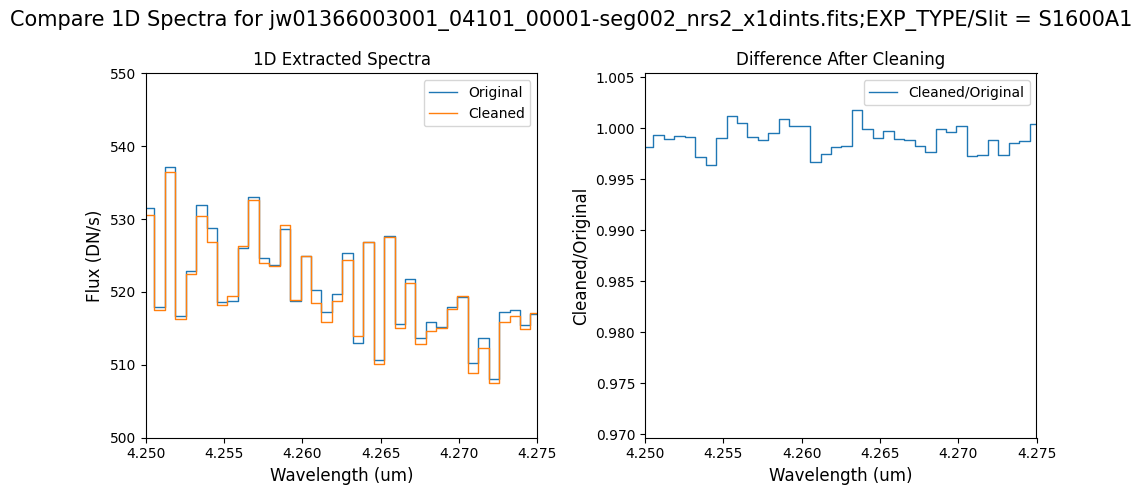 Compare 1D Spectra for jw01366003001_04101_00001-seg002_nrs2_x1dints.fits;EXP_TYPE/Slit = S1600A1
1D Extracted Spectra
Original
Cleaned
550
540
530
520
510
500
Flux (DN/s)
4.250 4.255 4.260 4.265 4.270 4.275
Wavelength (um)
Difference After Cleaning
Cleaned/Original
1.005
1.000
0.995
0.990
0.985
0.980
0.975
0.970
Cleaned/Original
4.250 4.255 4.260 4.265 4.270 4.275
Wavelength (um)